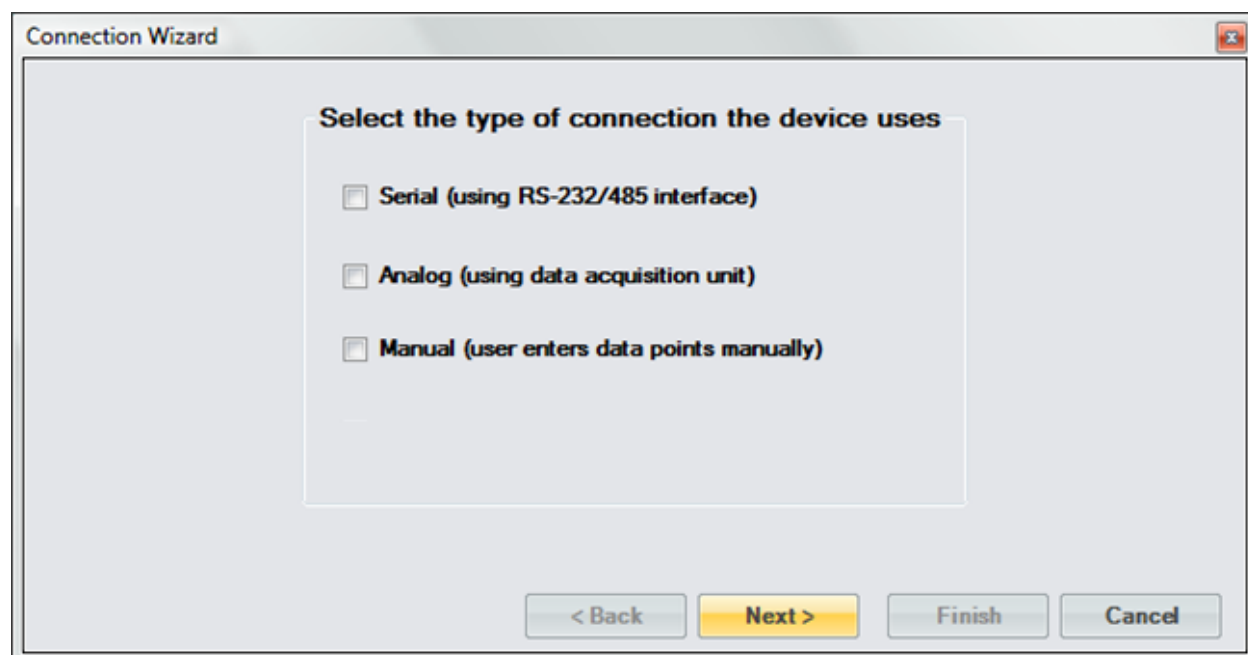 Connection Wizard
Select the type of connection the device uses
Serial (using RS-232/485 interface)
Analog (using data acquisition unit)
Manual (user enters data points manually)
< Back Next > Finish Cancel